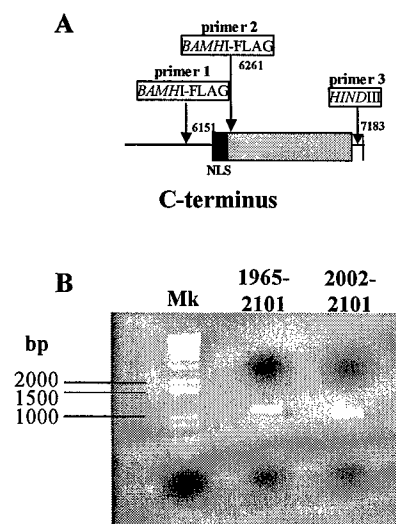 A
primer 2
BAMHI-FLAG
6261
primer 1
BAMHI-FLAG
6151
primer 3
HINDIII
7183
NLS
C-terminus
B
Mk
1965-
2101
2002-
2101
bp
2000
1500
1000